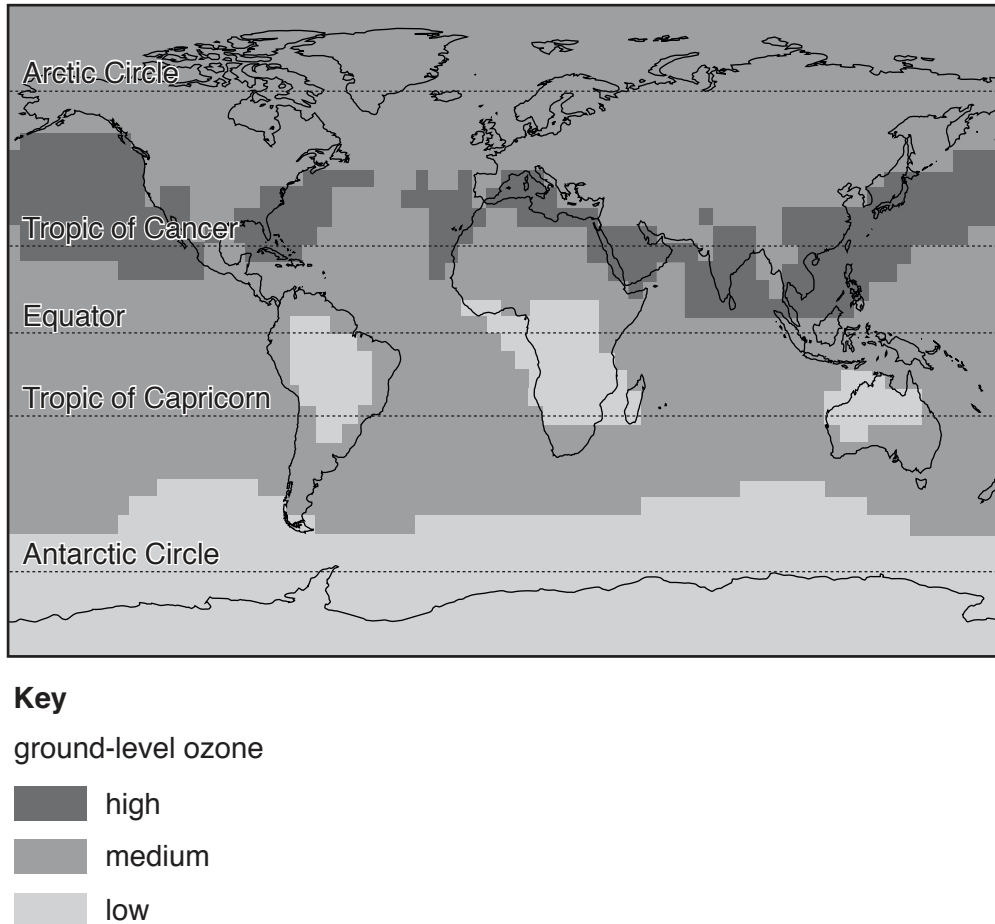 Arctic Circle
Tropic of Cancer
Equator
Tropic of Capricorn
Antarctic Circle
Key
ground-level ozone
high
medium
low